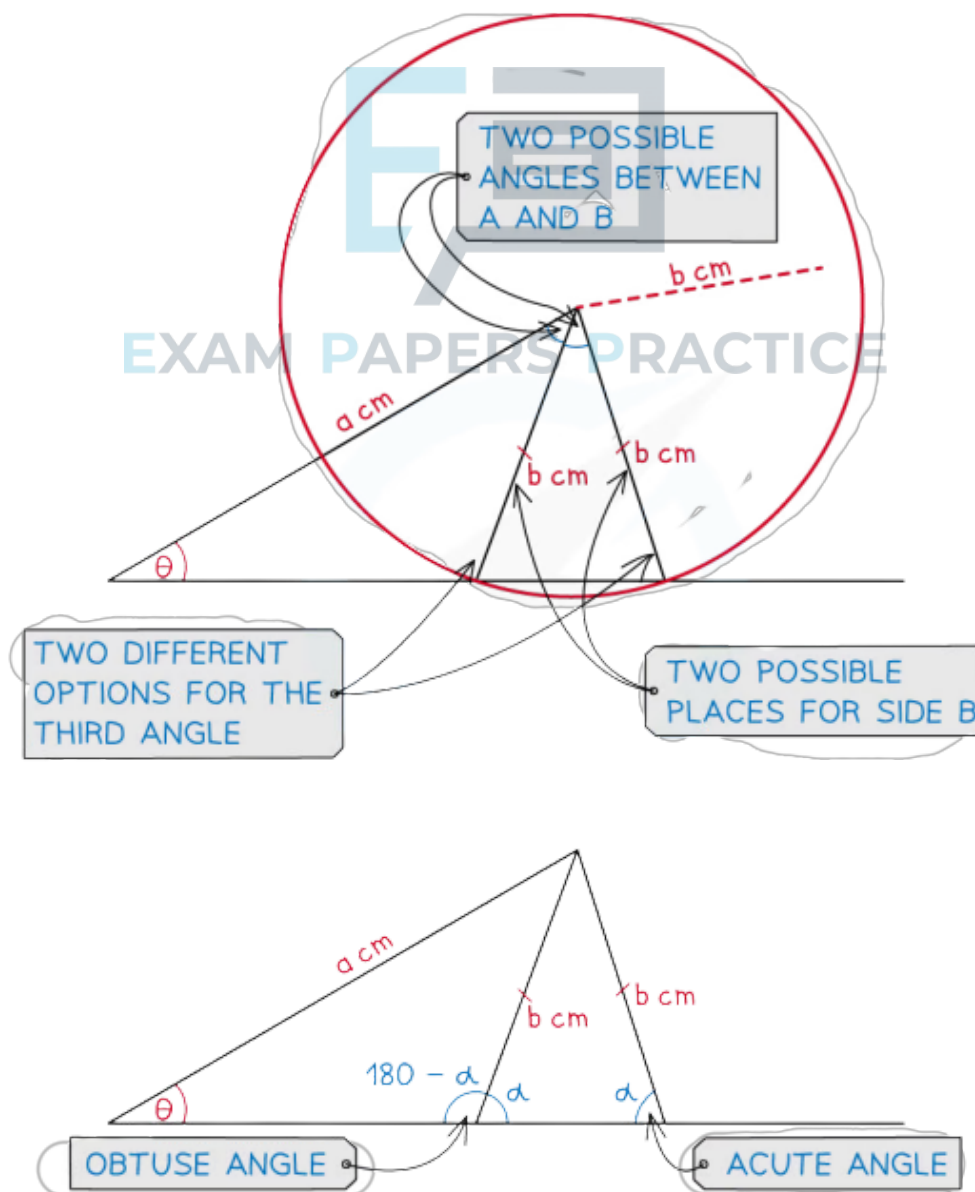 TWO POSSIBLE
ANGLES BETWEEN
A AND B
b cm
EXAM PAPERS PRACTICE
a cm
b cm
b cm
θ
TWO DIFFERENT
OPTIONS FOR THE
THIRD ANGLE
TWO POSSIBLE
PLACES FOR SIDE B
a cm
b cm
b cm
180 - α
α
α
θ
OBTUSE ANGLE
ACUTE ANGLE